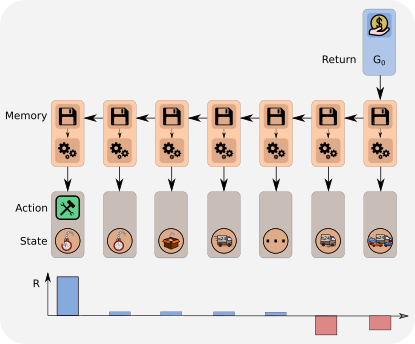 Return G₀
Memory
Action
State
R